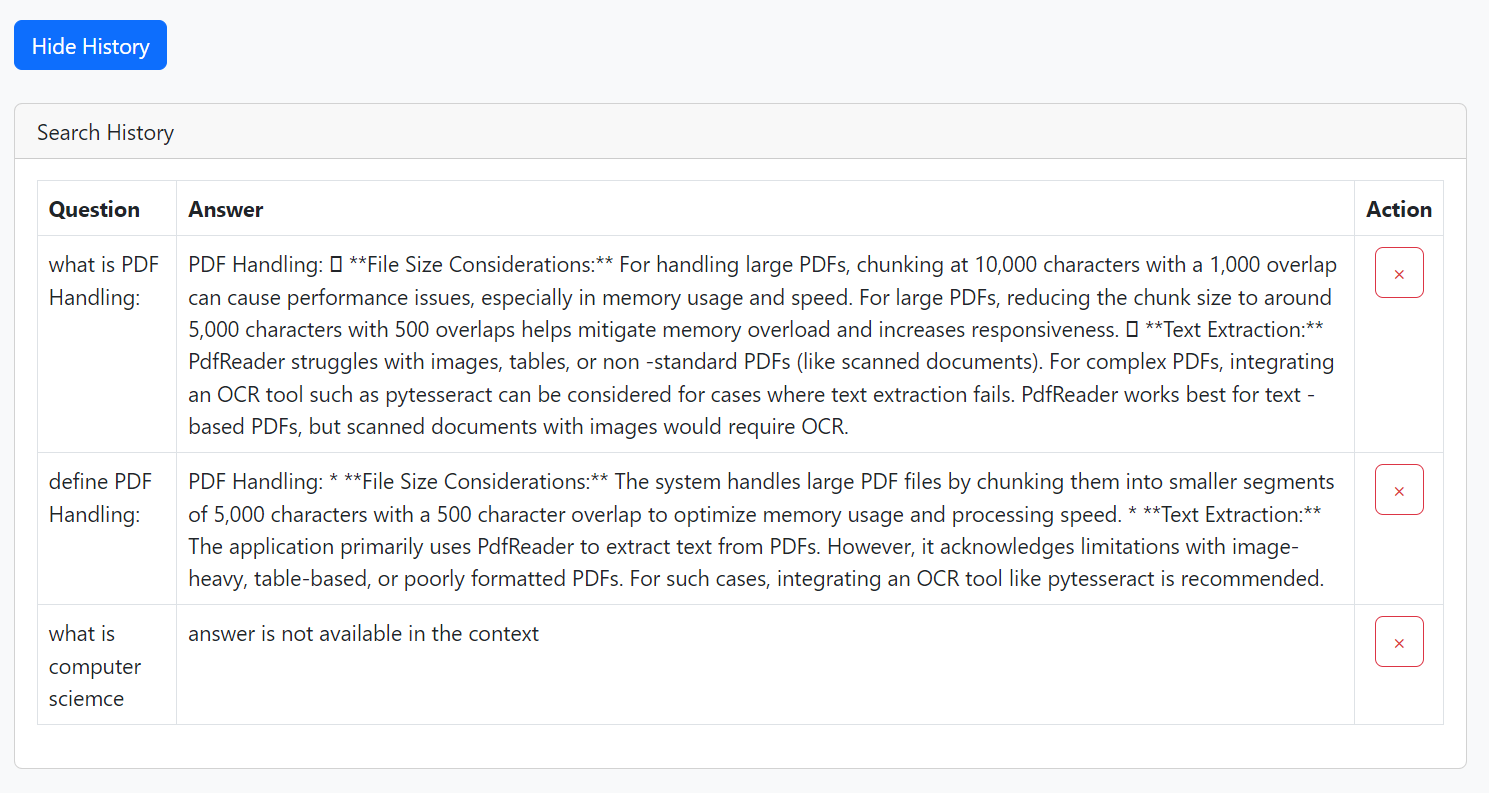 Hide History
Search History
Question Answer Action
what is PDF
Handling:
PDF Handling: ▯ **File Size Considerations:** For handling large PDFs, chunking at 10,000 characters with a 1,000 overlap
can cause performance issues, especially in memory usage and speed. For large PDFs, reducing the chunk size to around
5,000 characters with 500 overlaps helps mitigate memory overload and increases responsiveness. ▯ **Text Extraction:**
PdfReader struggles with images, tables, or non -standard PDFs (like scanned documents). For complex PDFs, integrating
an OCR tool such as pytesseract can be considered for cases where text extraction fails. PdfReader works best for text -
based PDFs, but scanned documents with images would require OCR.
×
define PDF
Handling:
PDF Handling: * **File Size Considerations:** The system handles large PDF files by chunking them into smaller segments
of 5,000 characters with a 500 character overlap to optimize memory usage and processing speed. * **Text Extraction:**
The application primarily uses PdfReader to extract text from PDFs. However, it acknowledges limitations with image-
heavy, table-based, or poorly formatted PDFs. For such cases, integrating an OCR tool like pytesseract is recommended.
×
what is
computer
sciemce
answer is not available in the context
×